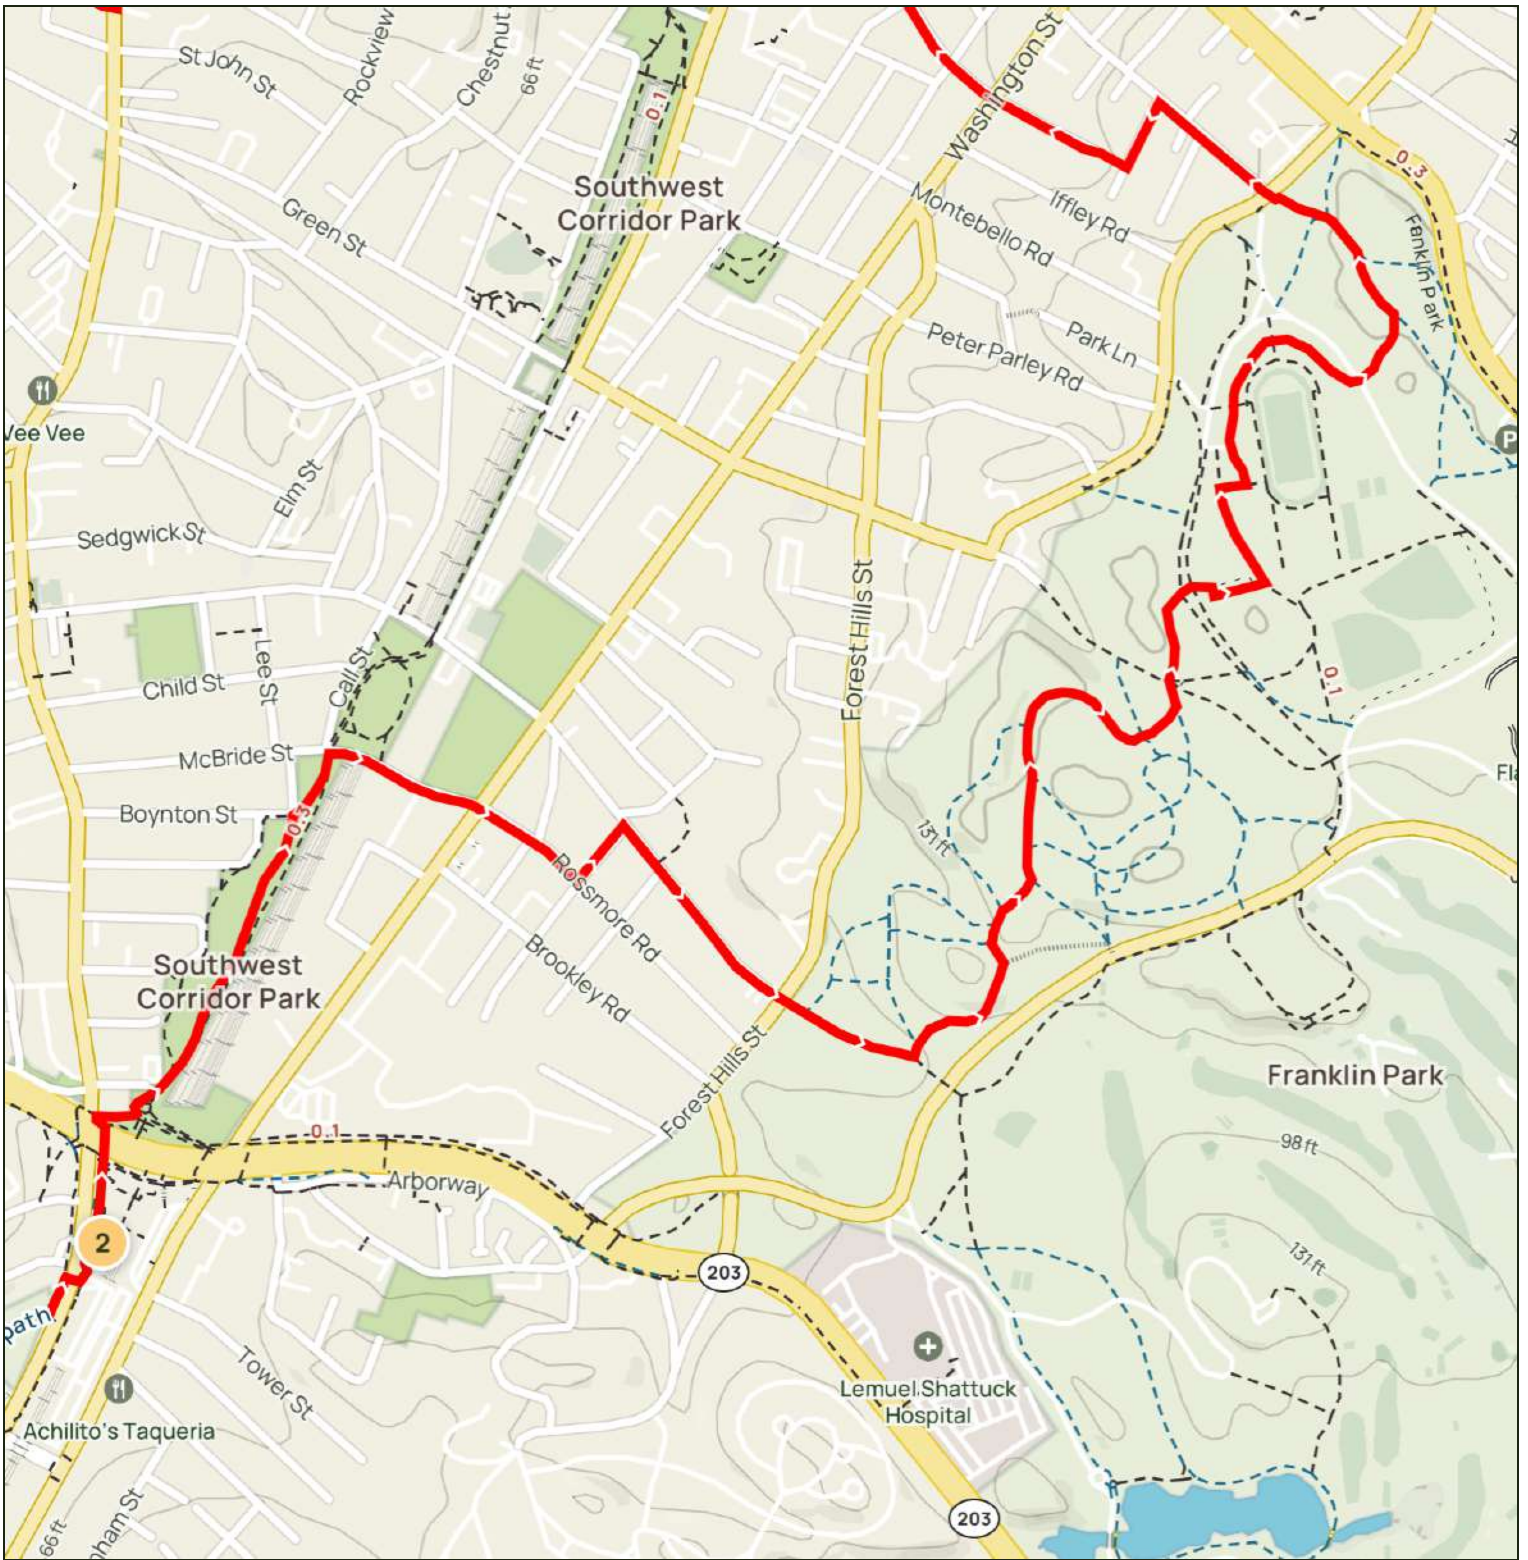 St John St
Rockview
Chestnut
66 ft
0.1
Washington St
0.3
Southwest
Corridor Park
Green St
Montebello Rd
Iffley Rd
Franklin Park
Peter Parley Rd
Park Ln
Vee Vee
P
Elm St
Sedgwick St
Forest Hills St
Lee St
Call St
Child St
0.1
McBride St
Boynton St
0.3
131 ft
Rossmore Rd
Brookley Rd
Southwest
Corridor Park
Forest Hills St
Franklin Park
0.1
98 ft
Arborway
2
203
131 ft
path
Tower St
Lemuel Shattuck
Hospital
Achilito's Taqueria
203
66 ft
nham St